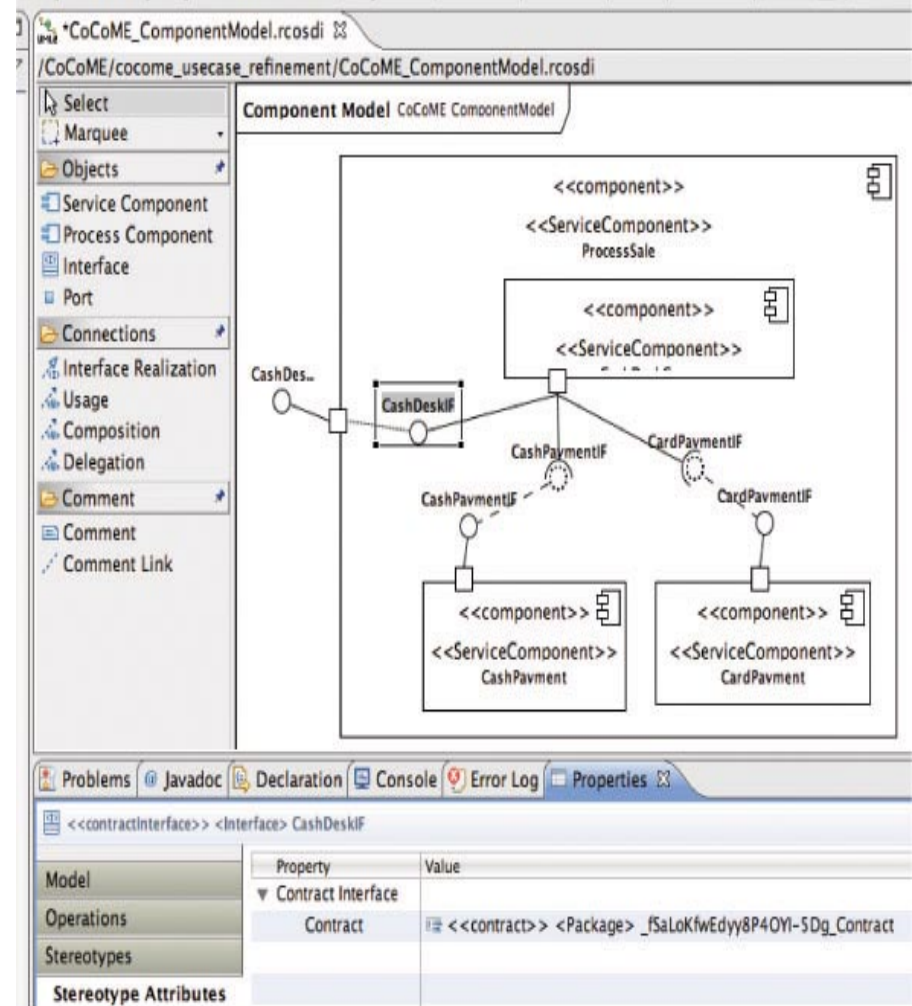 *CoCoME_ComponentModel.rcosdi
/CoCoME/cocome_usecase_refinement/CoCoME_ComponentModel.rcosdi
Select
Marquee
Objects
Service Component
Process Component
Interface
Port
Connections
Interface Realization
Usage
Composition
Delegation
Comment
Comment
Comment Link
Component Model CoCoME ComponentModel
<<component>>
<<ServiceComponent>>
ProcessSale
<<component>>
<<ServiceComponent>>
CashDes...
CashDeskIF
CashPaymentIF
CardPaymentIF
CashPaymentIF
CardPaymentIF
<<component>>
<<ServiceComponent>>
CashPayment
<<component>>
<<ServiceComponent>>
CardPayment
Problems
Javadoc
Declaration
Console
Error Log
Properties
<<contractInterface>> <Interface> CashDeskIF
Model
Operations
Stereotypes
Stereotype Attributes
Property Value
Contract Interface
Contract <<contract>> <Package> _fSaLoKfwEdyy8P4OYl-5Dg_Contract